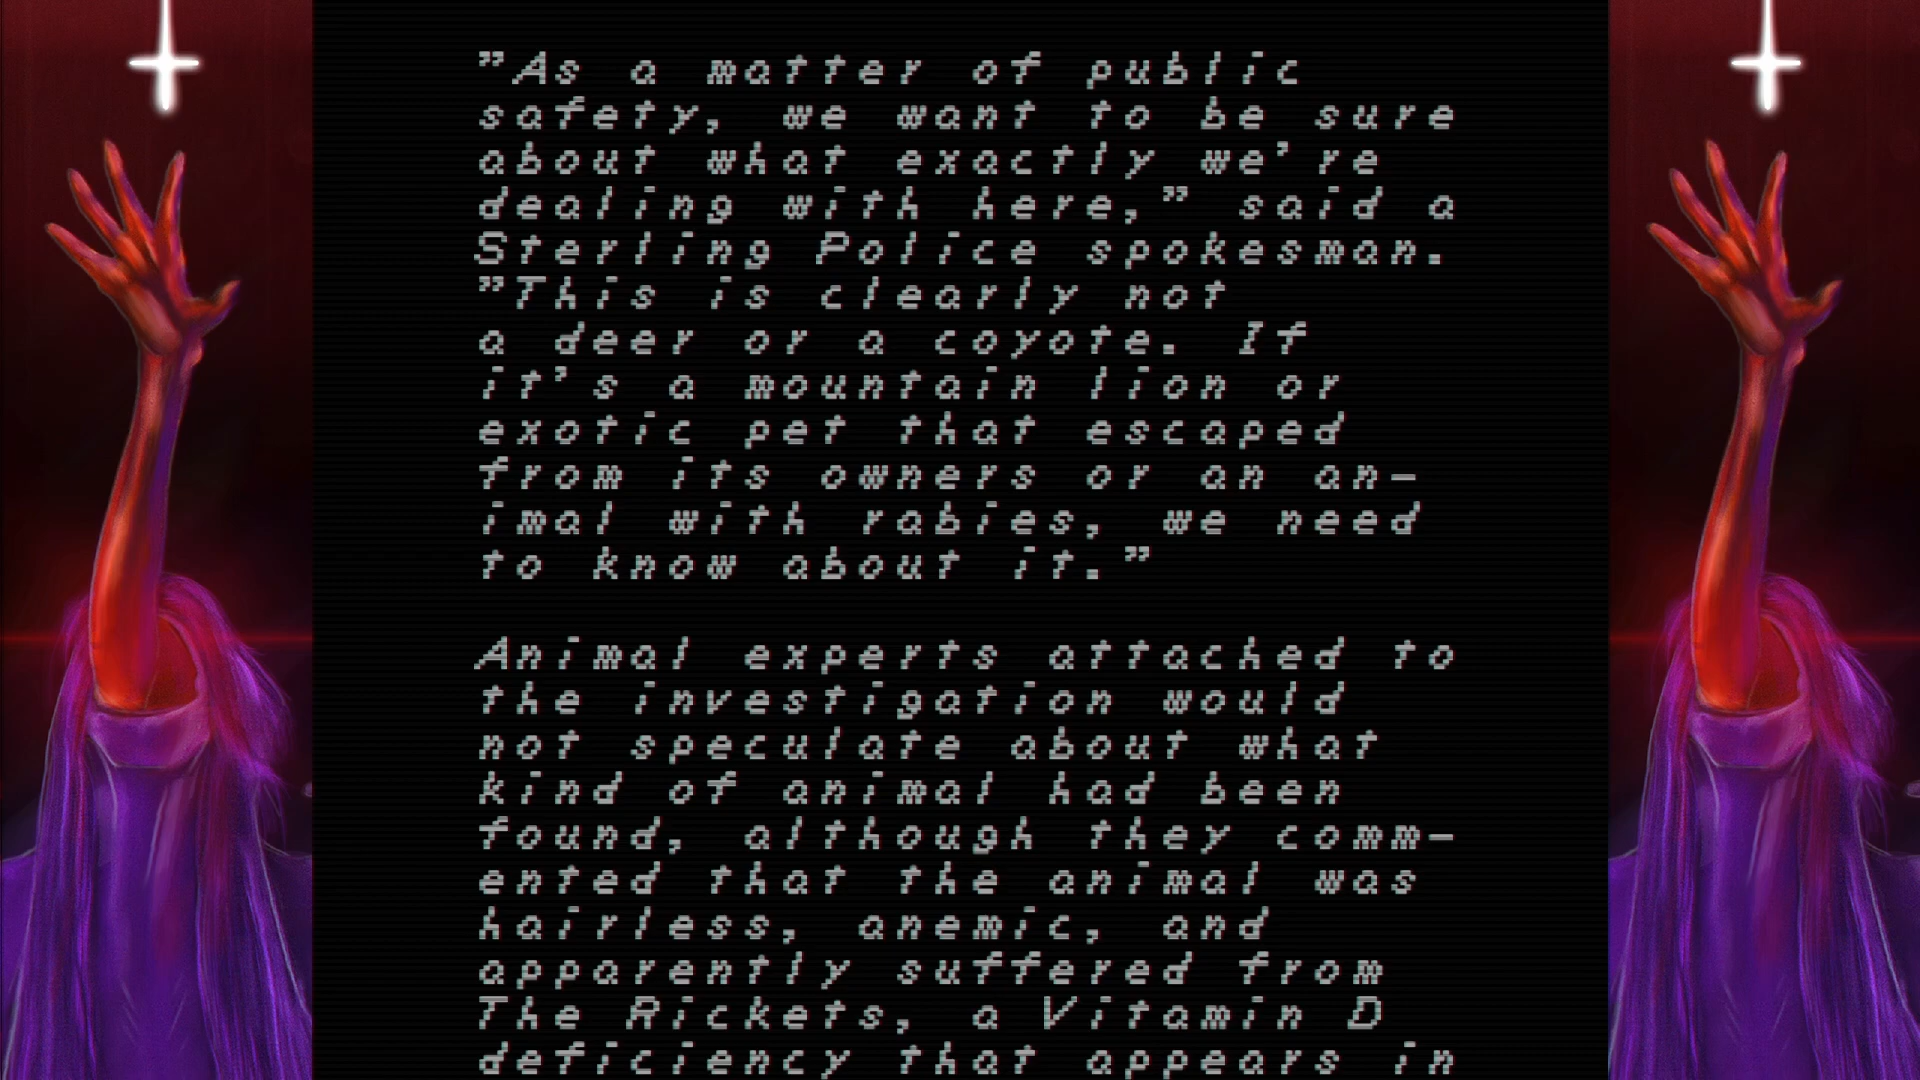 "As a matter of public
safety, we want to be sure
about what exactly we're
dealing with here," said a
Sterling Police spokesman.
"This is clearly not
a deer or a coyote. If
it's a mountain lion or
exotic pet that escaped
from its owners or an an-
imal with rabies, we need
to know about it."
Animal experts attached to
the investigation would
not speculate about what
kind of animal had been
found, although they comm-
ented that the animal was
hairless, anemic, and
apparently suffered from
The Rickets, a Vitamin D
deficiency that appears in